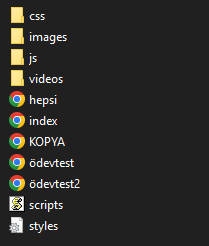 css
images
js
videos
hepsi
index
KOPYA
ödevtest
ödevtest2
scripts
styles